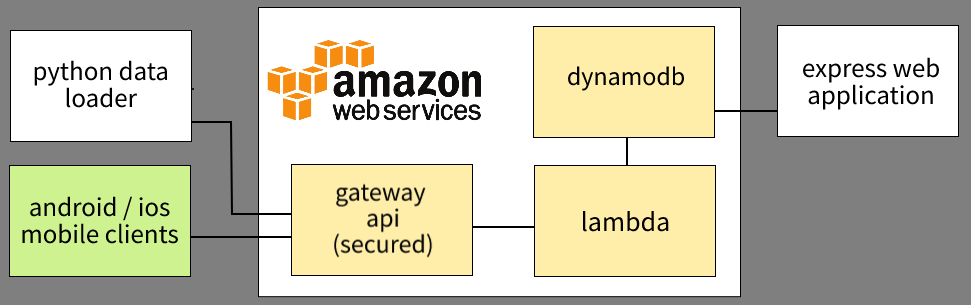 python data
loader
android / ios
mobile clients
amazon
web services
gateway
api
(secured)
dynamodb
lambda
express web
application